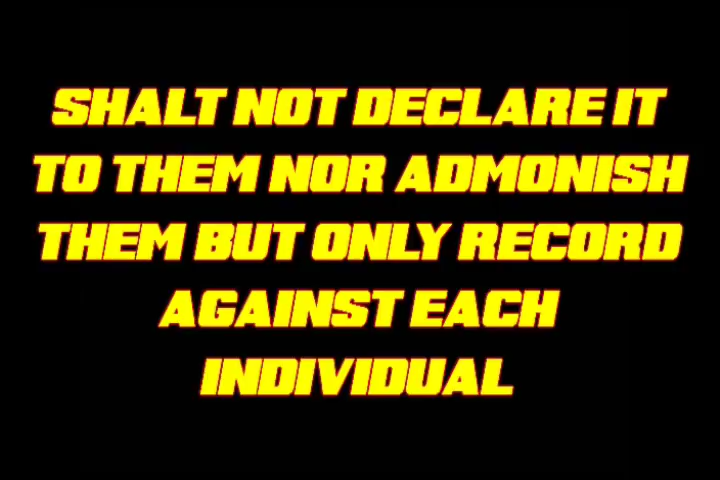 SHALT NOT DECLARE IT
TO THEM NOR ADMONISH
THEM BUT ONLY RECORD
AGAINST EACH
INDIVIDUAL